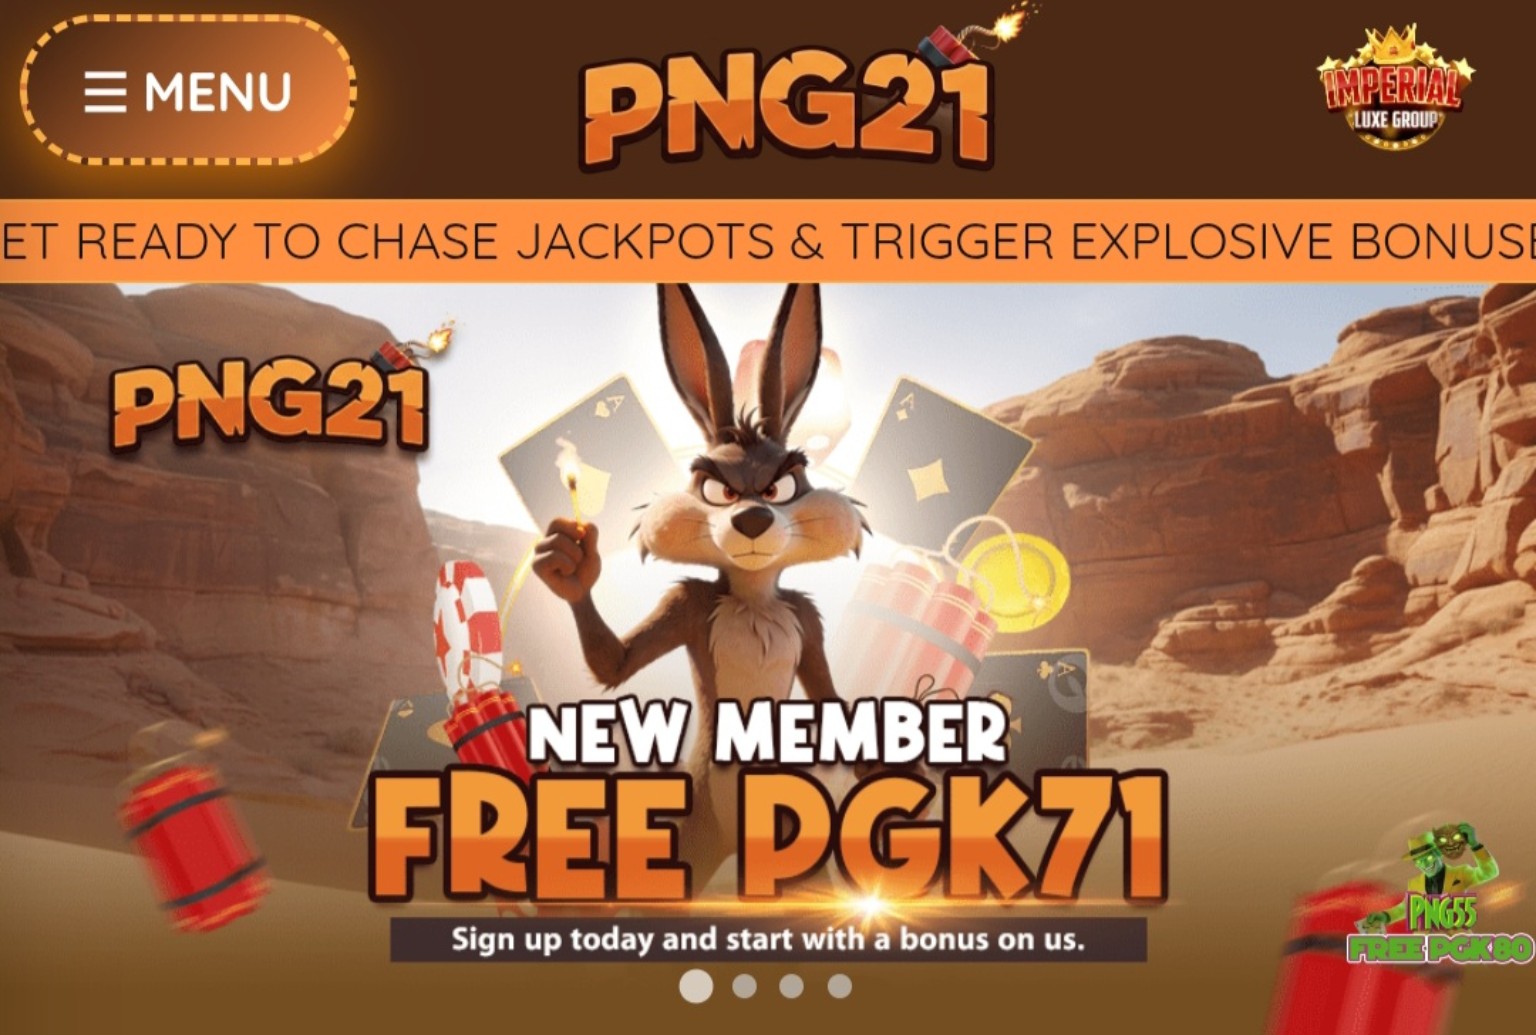 ☰ MENU
PNG21
IMPERIAL
LUXE GROUP
ET READY TO CHASE JACKPOTS & TRIGGER EXPLOSIVE BONUSE
PNG21
A
A
A
NEW MEMBER
FREE PGK71
Sign up today and start with a bonus on us.
PNG55
FREE PGK80